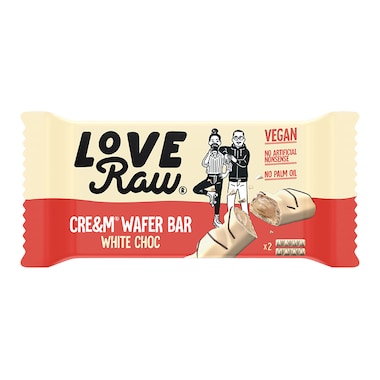 LOVE
Raw®
CRE&M® WAFER BAR
WHITE CHOC
VEGAN
NO ARTIFICIAL
NONSENSE
NO PALM OIL
x2